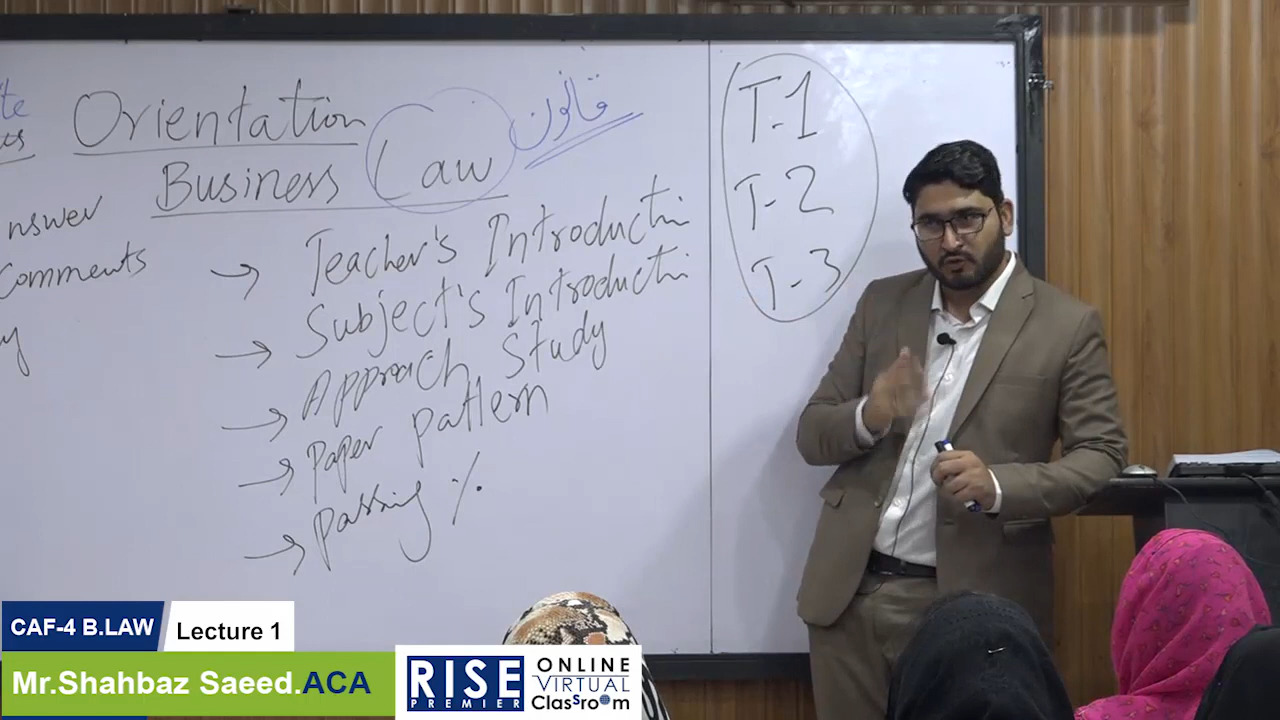 Orientation
Business Law قانون
nswer
Comments
→ Teacher's Introducti
→ Subject's Introducti
→ Approach Study
→ Paper pattern
→ Passing %
T-1
T-2
T-3
CAF-4 B.LAW Lecture 1
Mr.Shahbaz Saeed.ACA
RISE
PREMIER
ONLINE
VIRTUAL
Classroom